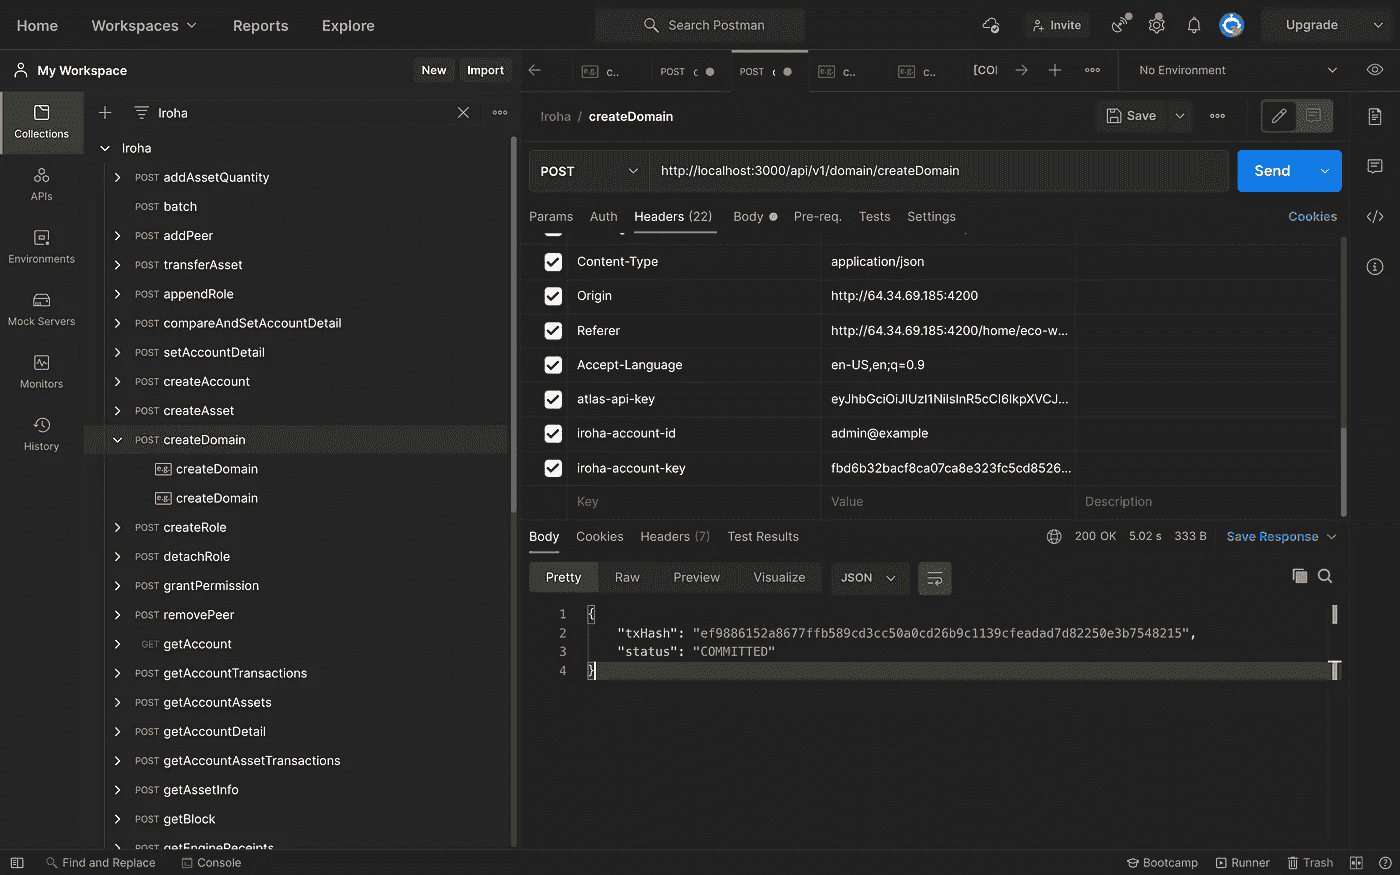 Home Workspaces Reports Explore Search Postman Invite Upgrade
My Workspace New Import
POST c POST c c.. c.. c.. [COI No Environment
Collections
APIs
Environments
Mock Servers
Monitors
History
Iroha
Iroha
POST addAssetQuantity
POST batch
POST addPeer
POST transferAsset
POST appendRole
POST compareAndSetAccountDetail
POST setAccountDetail
POST createAccount
POST createAsset
POST createDomain
e.g. createDomain
e.g. createDomain
POST createRole
POST detachRole
POST grantPermission
POST removePeer
GET getAccount
POST getAccountTransactions
POST getAccountAssets
POST getAccountDetail
POST getAccountAssetTransactions
POST getAssetInfo
POST getBlock
POST getEngineReceipts
Iroha / createDomain Save
POST http://localhost:3000/api/v1/domain/createDomain Send
Params Auth Headers (22) Body Pre-req. Tests Settings Cookies
Content-Type application/json
Origin http://64.34.69.185:4200
Referer http://64.34.69.185:4200/home/eco-w...
Accept-Language en-US,en;q=0.9
atlas-api-key eyJhbGciOiJIUzI1NiIsInR5cCI6IkpXVCJ...
iroha-account-id admin@example
iroha-account-key fbd6b32bacf8ca07ca8e323fc5cd8526...
Key Value Description
Body Cookies Headers (7) Test Results 200 OK 5.02 s 333 B Save Response
Pretty Raw Preview Visualize JSON
1 {
2 "txHash": "ef9886152a8677ffb589cd3cc50a0cd26b9c1139cfeadad7d82250e3b7548215",
3 "status": "COMMITTED"
4 }
Find and Replace Console Bootcamp Runner Trash